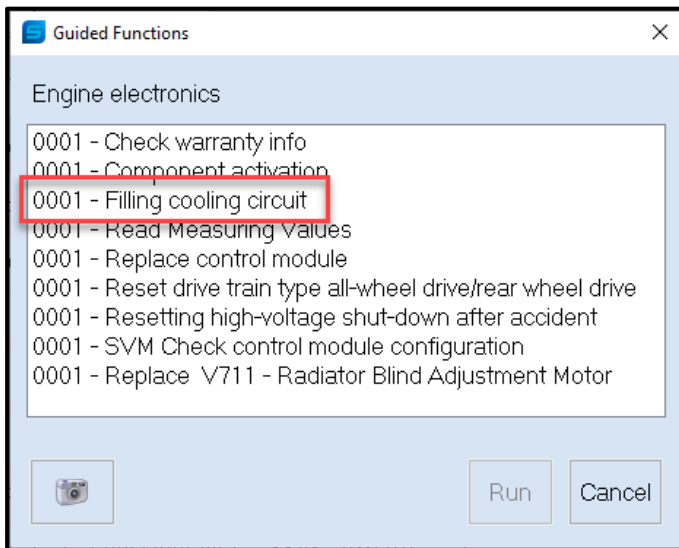 Guided Functions
Engine electronics
0001 - Check warranty info
0001 - Component activation
0001 - Filling cooling circuit
0001 - Read Measuring Values
0001 - Replace control module
0001 - Reset drive train type all-wheel drive/rear wheel drive
0001 - Resetting high-voltage shut-down after accident
0001 - SVM Check control module configuration
0001 - Replace  V711 - Radiator Blind Adjustment Motor
Run
Cancel